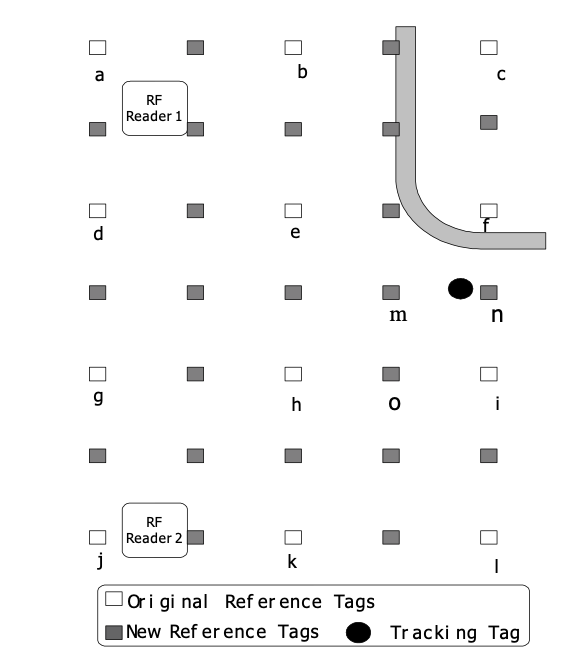 a
b
c
RF
Reader 1
d
e
f
m
n
g
h
o
i
RF
Reader 2
j
k
l
Original Reference Tags
New Reference Tags
Tracking Tag